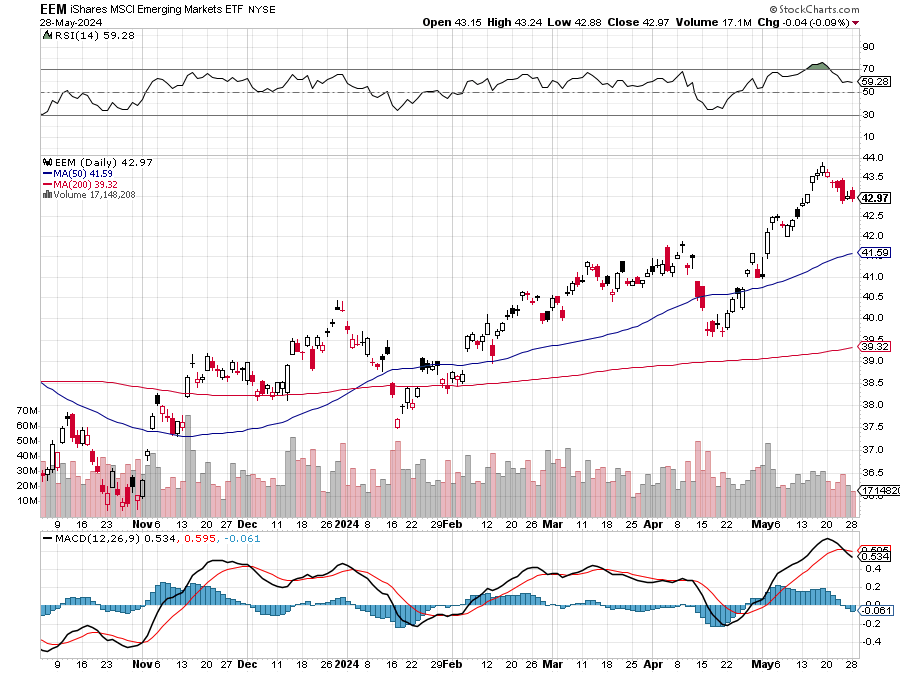 EEM iShares MSCI Emerging Markets ETF NYSE
© StockCharts.com
28-May-2024
Open 43.15 High 43.24 Low 42.88 Close 42.97 Volume 17.1M Chg -0.04 (-0.09%)
RSI(14) 59.28
90
70
59.28
50
30
10
EEM (Daily) 42.97
MA(50) 41.59
MA(200) 39.32
Volume 17,148,208
44.0
43.5
42.97
42.5
42.0
41.59
41.0
40.5
40.0
39.5
39.32
39.0
38.5
38.0
37.5
37.0
36.5
36.0
17148208
70M
60M
50M
40M
30M
20M
10M
9 16 23 Nov 6 13 20 27 Dec 11 18 26 2024 8 16 22 29 Feb 12 20 26 Mar 11 18 25 Apr 8 15 22 May 6 13 20 28
MACD(12,26,9) 0.534, 0.595, -0.061
0.595
0.534
0.4
0.2
0.0
-0.061
-0.2
-0.4
9 16 23 Nov 6 13 20 27 Dec 11 18 26 2024 8 16 22 29 Feb 12 20 26 Mar 11 18 25 Apr 8 15 22 May 6 13 20 28